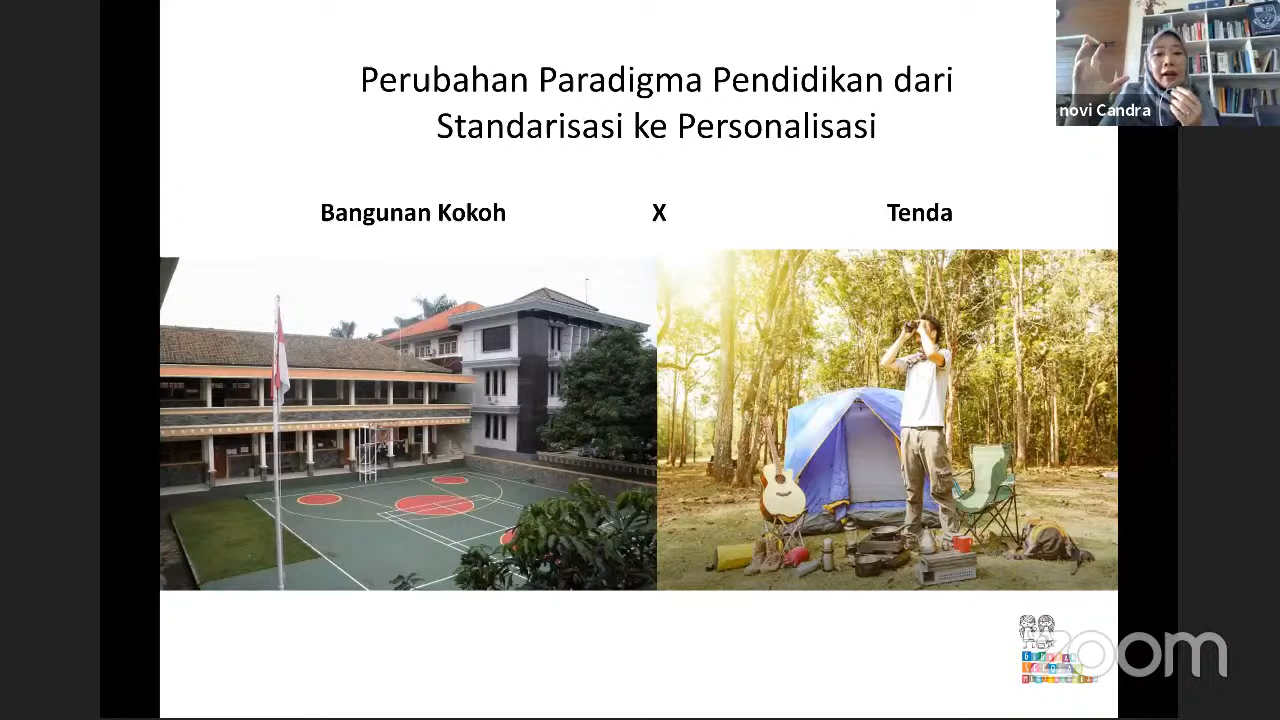 Perubahan Paradigma Pendidikan dari
Standarisasi ke Personalisasi
novi Candra
Bangunan Kokoh X Tenda
zoom